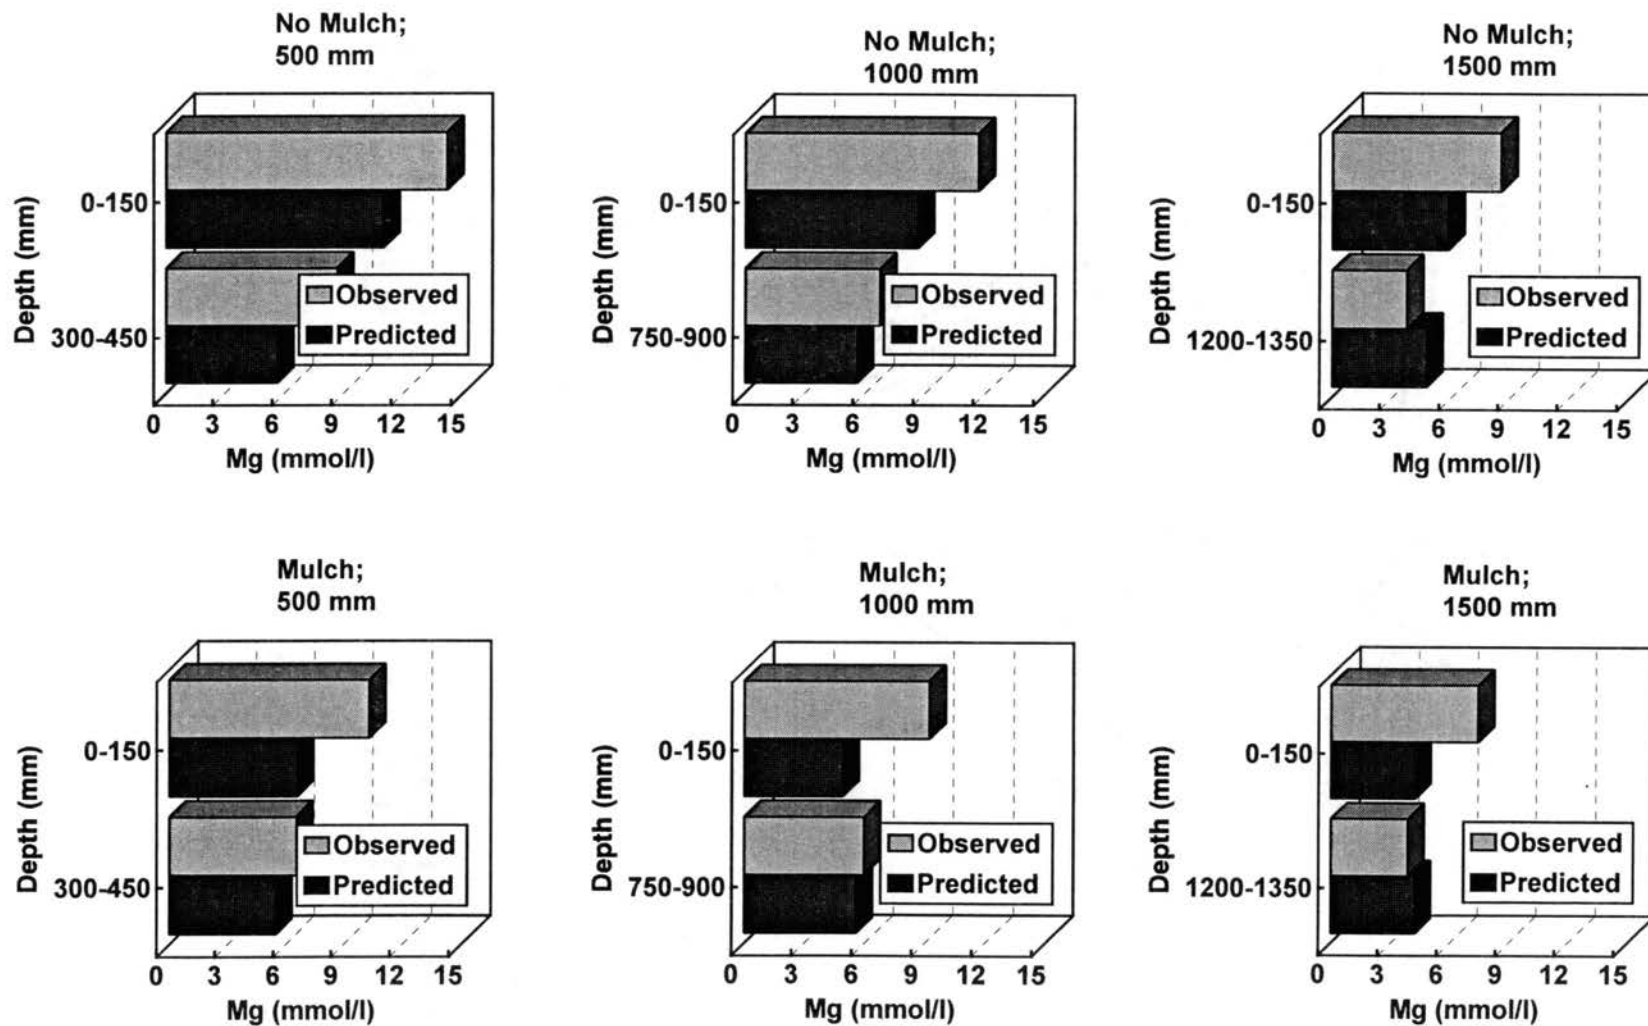 No Mulch;
500 mm
Depth (mm)
0-150
300-450
Observed
Predicted
0 3 6 9 12 15
Mg (mmol/l)
No Mulch;
1000 mm
Depth (mm)
0-150
750-900
Observed
Predicted
0 3 6 9 12 15
Mg (mmol/l)
No Mulch;
1500 mm
Depth (mm)
0-150
1200-1350
Observed
Predicted
0 3 6 9 12 15
Mg (mmol/l)
Mulch;
500 mm
Depth (mm)
0-150
300-450
Observed
Predicted
0 3 6 9 12 15
Mg (mmol/l)
Mulch;
1000 mm
Depth (mm)
0-150
750-900
Observed
Predicted
0 3 6 9 12 15
Mg (mmol/l)
Mulch;
1500 mm
Depth (mm)
0-150
1200-1350
Observed
Predicted
0 3 6 9 12 15
Mg (mmol/l)